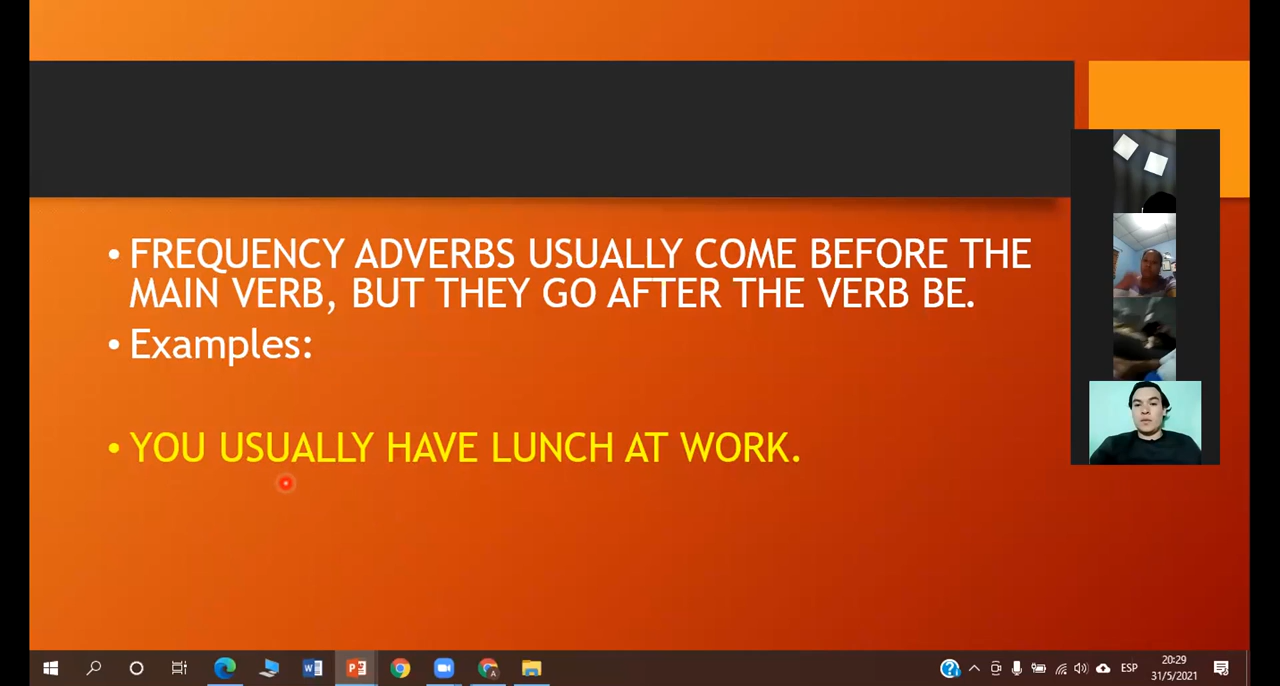 • FREQUENCY ADVERBS USUALLY COME BEFORE THE
MAIN VERB, BUT THEY GO AFTER THE VERB BE.
• Examples:
• YOU USUALLY HAVE LUNCH AT WORK.
ESP
20:29
31/5/2021